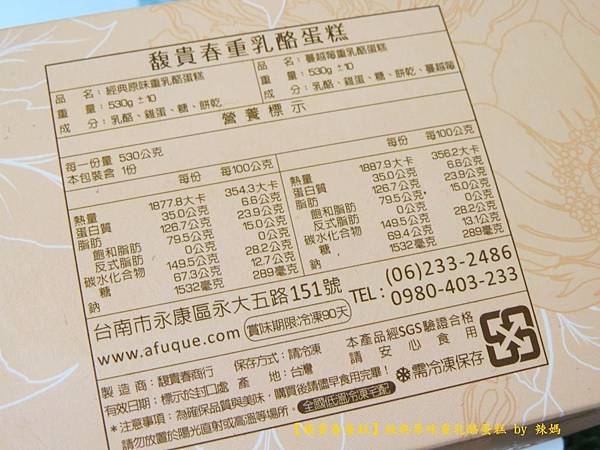 馥貴春重乳酪蛋糕
品 名：經典原味重乳酪蛋糕
重 量：530g ±10
成 分：乳酪、雞蛋、糖、餅乾
品 名：蔓越莓重乳酪蛋糕
重 量：530g ±10
成 分：乳酪、雞蛋、糖、餅乾、蔓越莓
營養標示
每一份量 530公克
本包裝含 1份
每份 每100公克
熱量 1877.8大卡 354.3大卡
蛋白質 35.0公克 6.6公克
脂肪 126.7公克 23.9公克
飽和脂肪 79.5公克 15.0公克
反式脂肪 0公克 0公克
碳水化合物 149.5公克 28.2公克
糖 67.3公克 12.7公克
鈉 1532毫克 289毫克
每份 每100公克
熱量 1887.9大卡 356.2大卡
蛋白質 35.0公克 6.6公克
脂肪 126.7公克 23.9公克
飽和脂肪 79.5公克 15.0公克
反式脂肪 0公克 0公克
碳水化合物 149.5公克 28.2公克
糖 69.4公克 13.1公克
鈉 1532毫克 289毫克
台南市永康區永大五路151號
TEL：(06)233-2486
0980-403-233
www.afuque.com 賞味期限:冷凍90天
製造商：馥貴春商行 保存方式：請冷凍
有效日期：標示於封口處 產 地：台灣
*注意事項：為確保品質與美味，購買後請儘早食用完畢！
請勿放置於陽光直射或高溫等場所。 全國低溫冷凍宅配
本產品經SGS驗證合格
請安心食用
需冷凍保存
【馥貴春蛋糕】經典原味重乳酪蛋糕 by 辣媽